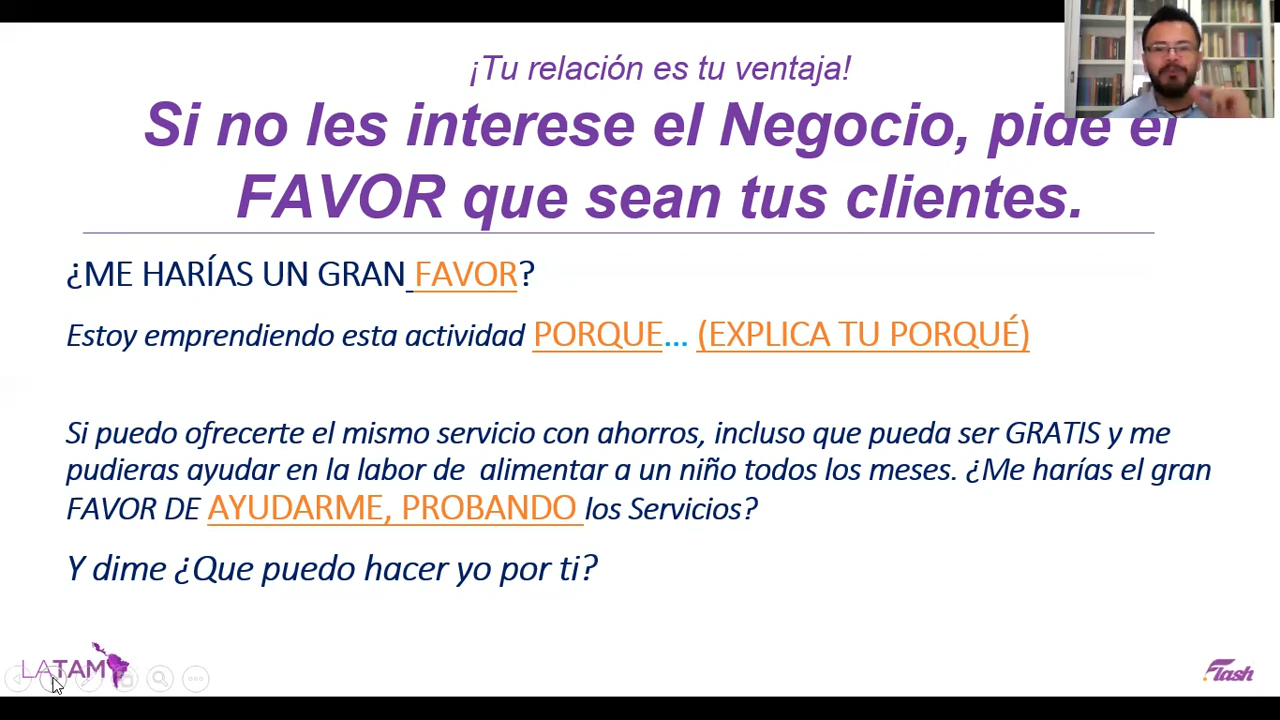 ¡Tu relación es tu ventaja!
Si no les interese el Negocio, pide el
FAVOR que sean tus clientes.
¿ME HARÍAS UN GRAN FAVOR?
Estoy emprendiendo esta actividad PORQUE... (EXPLICA TU PORQUÉ)
Si puedo ofrecerte el mismo servicio con ahorros, incluso que pueda ser GRATIS y me
pudieras ayudar en la labor de alimentar a un niño todos los meses. ¿Me harías el gran
FAVOR DE AYUDARME, PROBANDO los Servicios?
Y dime ¿Que puedo hacer yo por ti?
LATAM
Flash